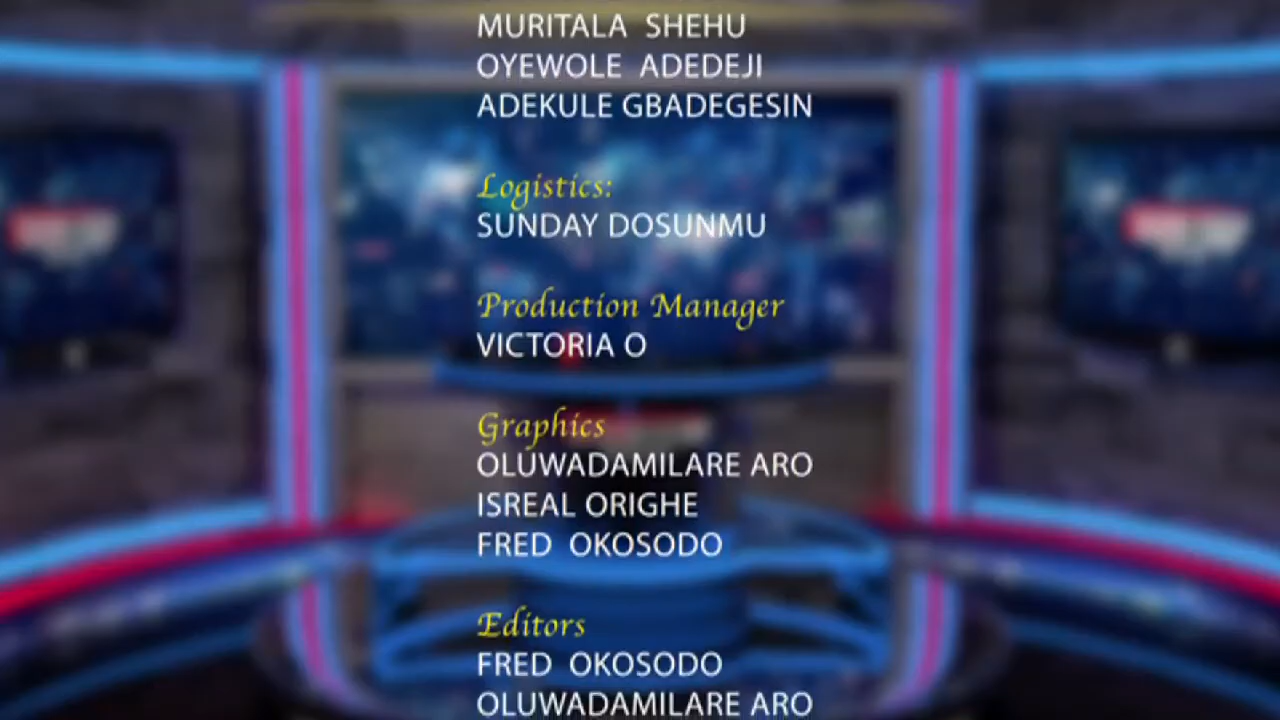 MURITALA SHEHU
OYEWOLE ADEDEJI
ADEKULE GBADEGESIN
Logistics:
SUNDAY DOSUNMU
Production Manager
VICTORIA O
Graphics
OLUWADAMILARE ARO
ISREAL ORIGHE
FRED OKOSODO
Editors
FRED OKOSODO
OLUWADAMILARE ARO